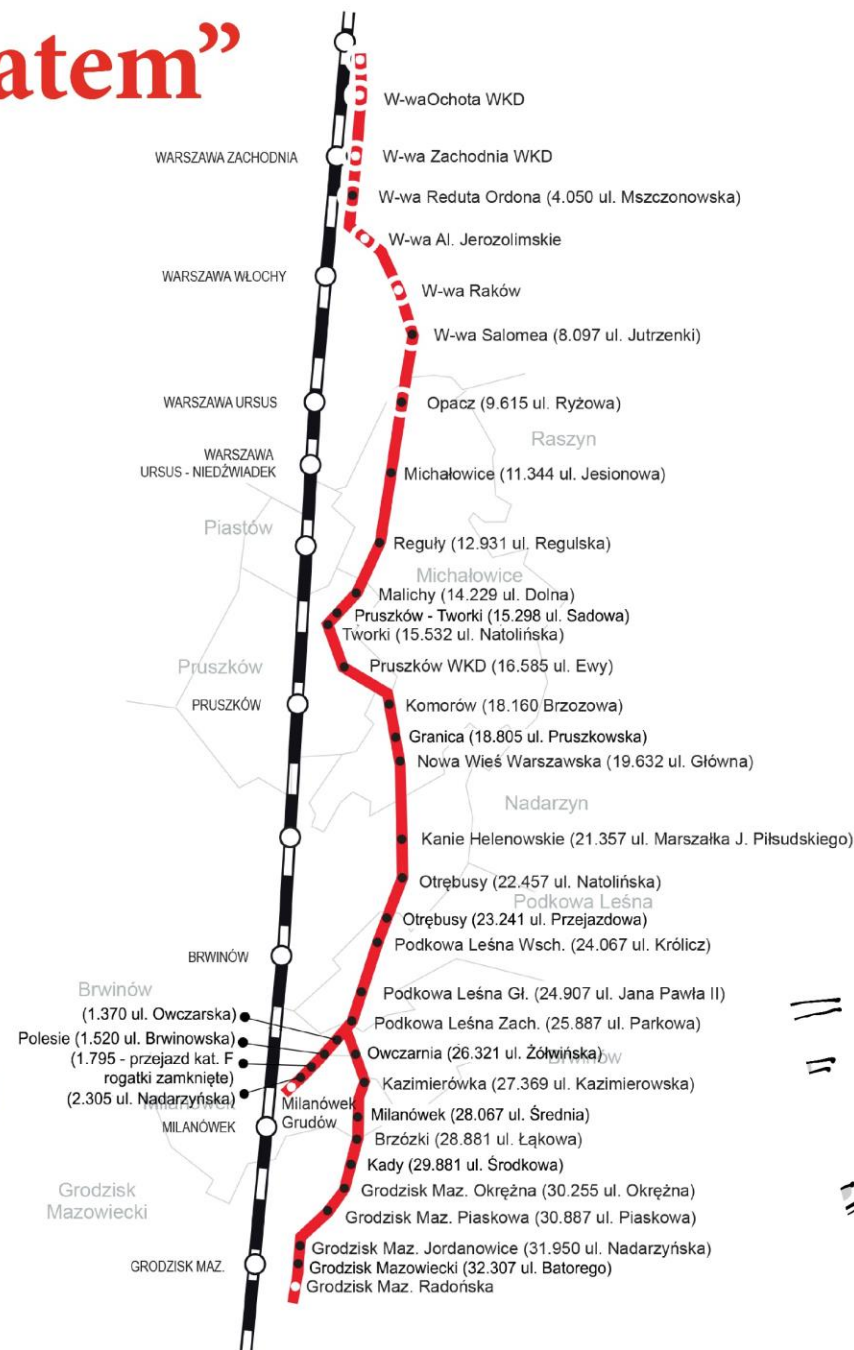 atem”
W-waOchota WKD
WARSZAWA ZACHODNIA
W-wa Zachodnia WKD
W-wa Reduta Ordona (4.050 ul. Mszczonowska)
W-wa Al. Jerozolimskie
WARSZAWA WŁOCHY
W-wa Raków
W-wa Salomea (8.097 ul. Jutrzenki)
WARSZAWA URSUS
Opacz (9.615 ul. Ryżowa)
Raszyn
WARSZAWA
URSUS - NIEDŹWIADEK
Michałowice (11.344 ul. Jesionowa)
Piastów
Reguły (12.931 ul. Regulska)
Michałowice
Malichy (14.229 ul. Dolna)
Pruszków - Tworki (15.298 ul. Sadowa)
Tworki (15.532 ul. Natolińska)
Pruszków
Pruszków WKD (16.585 ul. Ewy)
PRUSZKÓW
Komorów (18.160 Brzozowa)
Granica (18.805 ul. Pruszkowska)
Nowa Wieś Warszawska (19.632 ul. Główna)
Nadarzyn
Kanie Helenowskie (21.357 ul. Marszałka J. Piłsudskiego)
Otrębusy (22.457 ul. Natolińska)
Podkowa Leśna
Otrębusy (23.241 ul. Przejazdowa)
Podkowa Leśna Wsch. (24.067 ul. Królicz)
BRWINÓW
Brwinów
Podkowa Leśna Gł. (24.907 ul. Jana Pawła II)
(1.370 ul. Owczarska)
Podkowa Leśna Zach. (25.887 ul. Parkowa)
Polesie (1.520 ul. Brwinowska)
Owczarnia (26.321 ul. Żółwińska)
Brwinów
(1.795 - przejazd kat. F
rogatki zamknięte)
Kazimierówka (27.369 ul. Kazimierowska)
(2.305 ul. Nadarzyńska)
Milanówek
Milanówek
Grudów
Milanówek (28.067 ul. Średnia)
MILANÓWEK
Brzózki (28.881 ul. Łąkowa)
Kady (29.881 ul. Środkowa)
Grodzisk
Mazowiecki
Grodzisk Maz. Okrężna (30.255 ul. Okrężna)
Grodzisk Maz. Piaskowa (30.887 ul. Piaskowa)
Grodzisk Maz. Jordanowice (31.950 ul. Nadarzyńska)
GRODZISK MAZ.
Grodzisk Mazowiecki (32.307 ul. Batorego)
Grodzisk Maz. Radońska